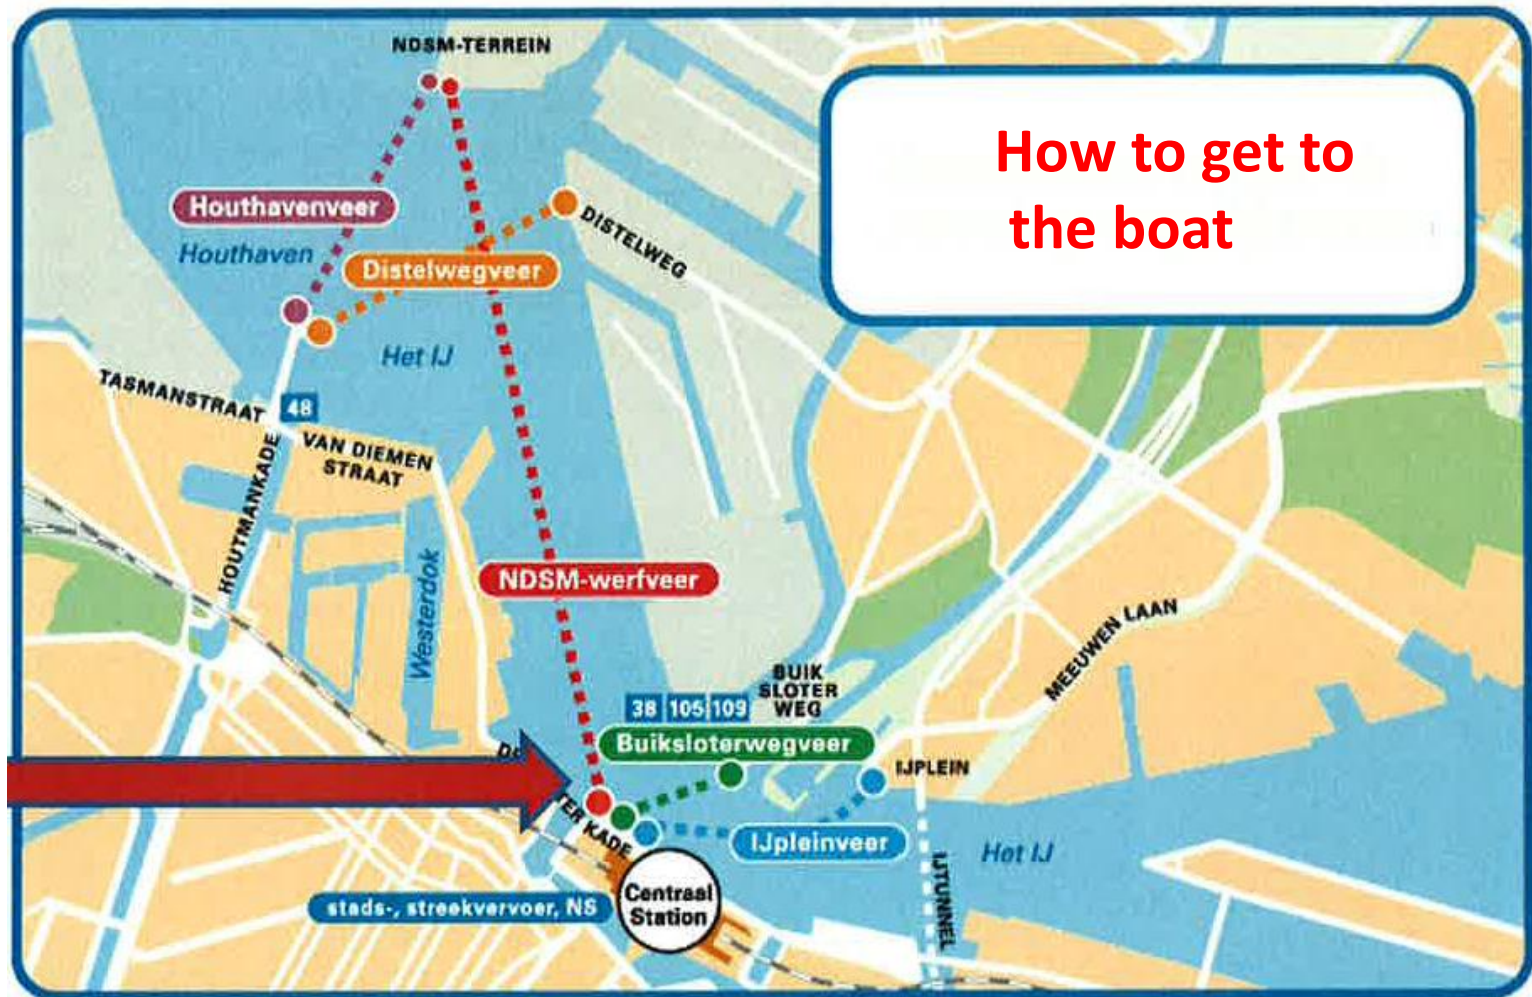 NDSM-TERREIN
How to get to
the boat
Houthavenveer
Houthaven
DISTELWEG
Distelwegveer
Het IJ
TASMANSTRAAT
48
VAN DIEMEN
STRAAT
HOUTMANKADE
Westerdok
NDSM-werfveer
MEEUWEN LAAN
BUIK
SLOTER
WEG
38 105 109
Buiksloterwegveer
IJPLEIN
TER KADE
IJpleinveer
Het IJ
IJTUNNEL
Centraal
Station
stads-, streekvervoer, NS